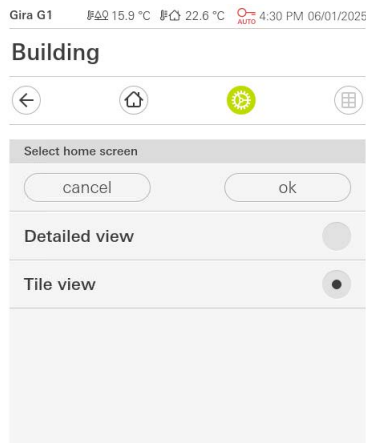 Gira G1 15.9 °C 22.6 °C AUTO 4:30 PM 06/01/2025
Building
Select home screen
cancel ok
Detailed view
Tile view